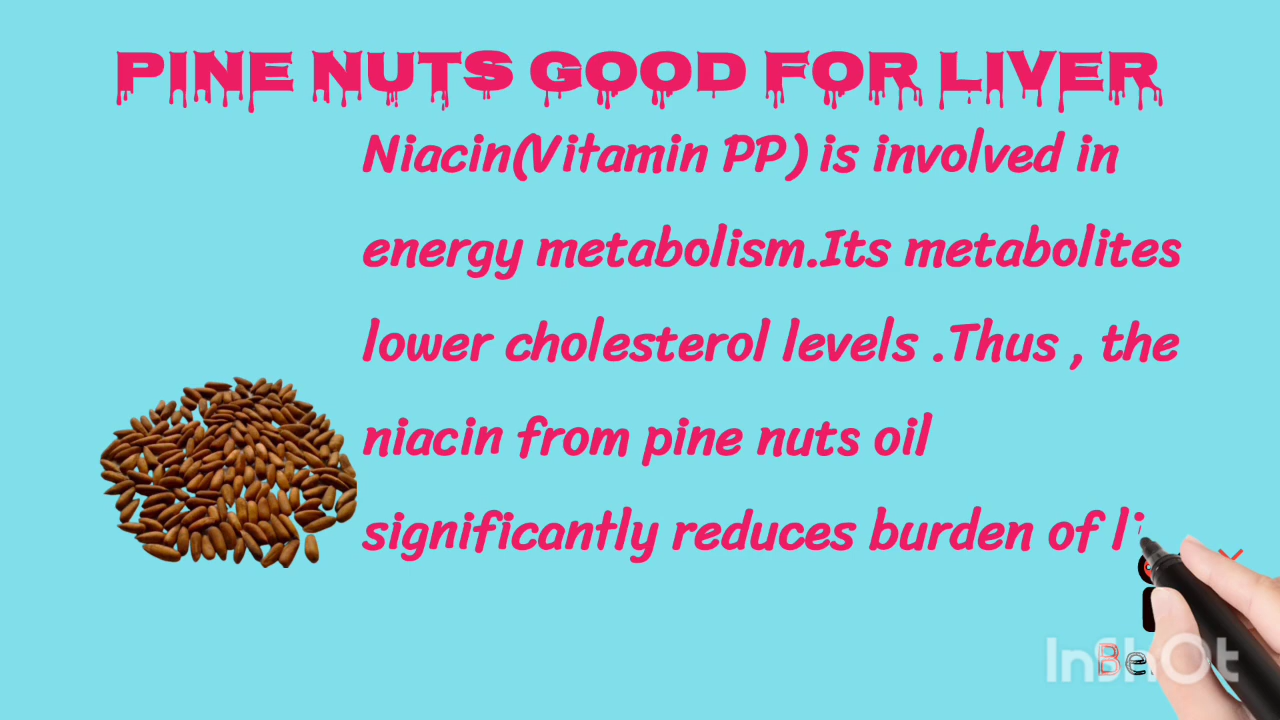 PINE NUTS GOOD FOR LIVER
Niacin(Vitamin PP) is involved in
energy metabolism.Its metabolites
lower cholesterol levels .Thus , the
niacin from pine nuts oil
significantly reduces burden of li
InShOt